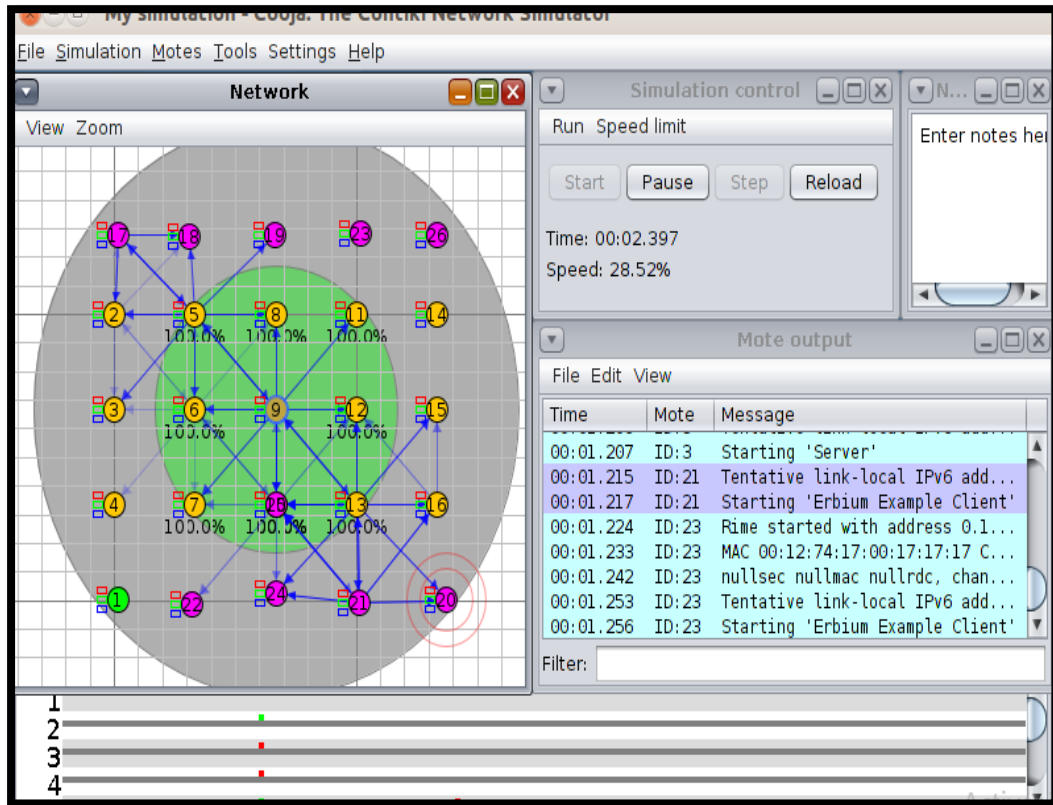 My simulation - Cooja: The Contiki Network Simulator
File Simulation Motes Tools Settings Help
Network
View Zoom
17 18 19 23 26
2 5 8 11 14
100.0% 100.0% 100.0%
3 6 9 12 15
100.0% 100.0%
4 7 13 16
100.0% 100.0% 100.0%
1 22 24 21 20
Simulation control
Run Speed limit
Start Pause Step Reload
Time: 00:02.397
Speed: 28.52%
N...
Enter notes her
Mote output
File Edit View
Time Mote Message
00:01.207 ID:3 Starting 'Server'
00:01.215 ID:21 Tentative link-local IPv6 add...
00:01.217 ID:21 Starting 'Erbium Example Client'
00:01.224 ID:23 Rime started with address 0.1...
00:01.233 ID:23 MAC 00:12:74:17:00:17:17:17 C...
00:01.242 ID:23 nullsec nullmac nullrdc, chan...
00:01.253 ID:23 Tentative link-local IPv6 add...
00:01.256 ID:23 Starting 'Erbium Example Client'
Filter:
1
2
3
4